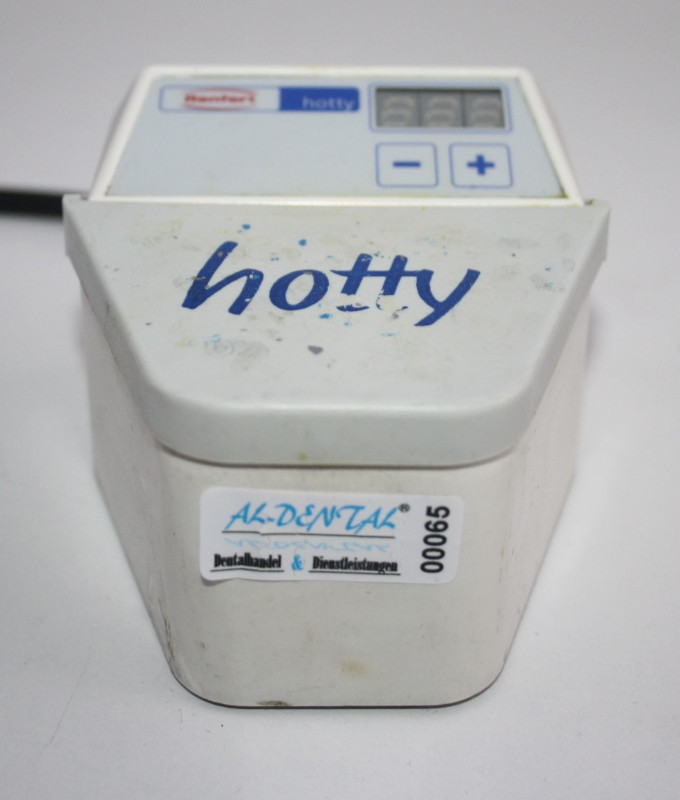 Renfert hotty
- +
hotty
AL-DENTAL®
Dentalhandel & Dienstleistungen
00065